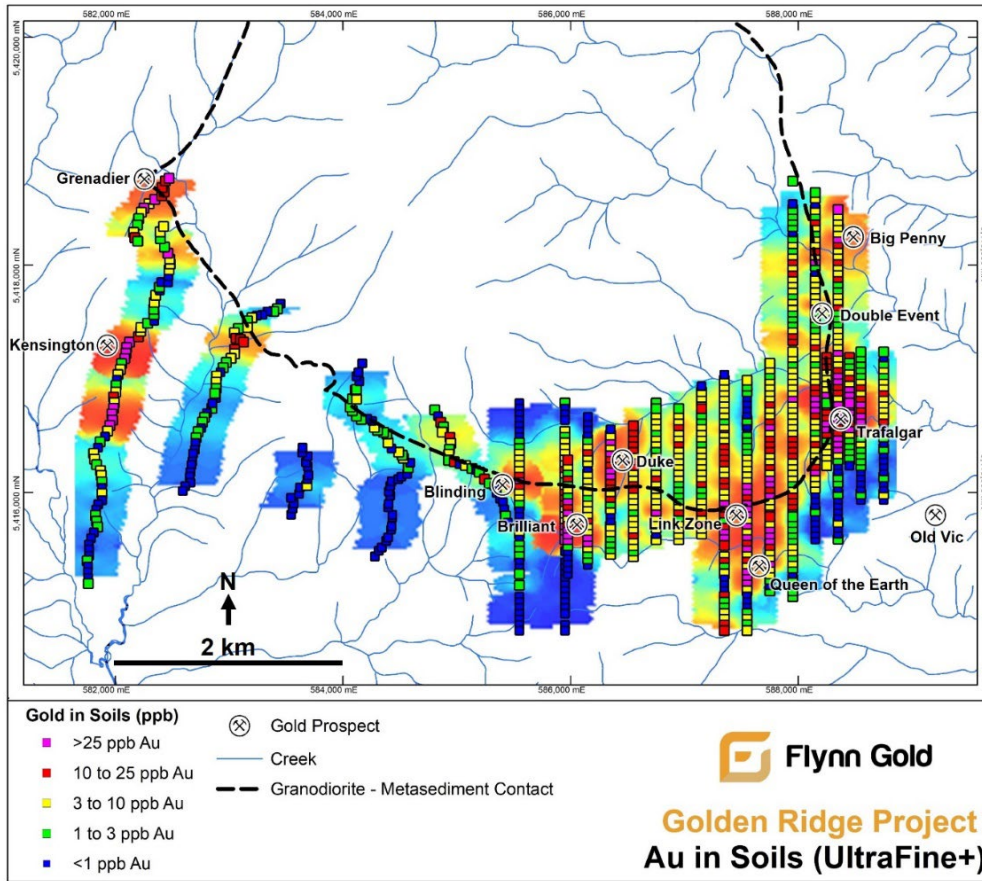 582,000 mE
584,000 mE
586,000 mE
588,000 mE
5,420,000 mN
5,418,000 mN
5,416,000 mN
Grenadier
Big Penny
Double Event
Kensington
Trafalgar
Duke
Blinding
Brilliant
Link Zone
Old Vic
Queen of the Earth
N
2 km
582,000 mE
584,000 mE
586,000 mE
588,000 mE
Gold in Soils (ppb)
>25 ppb Au
10 to 25 ppb Au
3 to 10 ppb Au
1 to 3 ppb Au
<1 ppb Au
Gold Prospect
Creek
Granodiorite - Metasediment Contact
Flynn Gold
Golden Ridge Project
Au in Soils (UltraFine+)